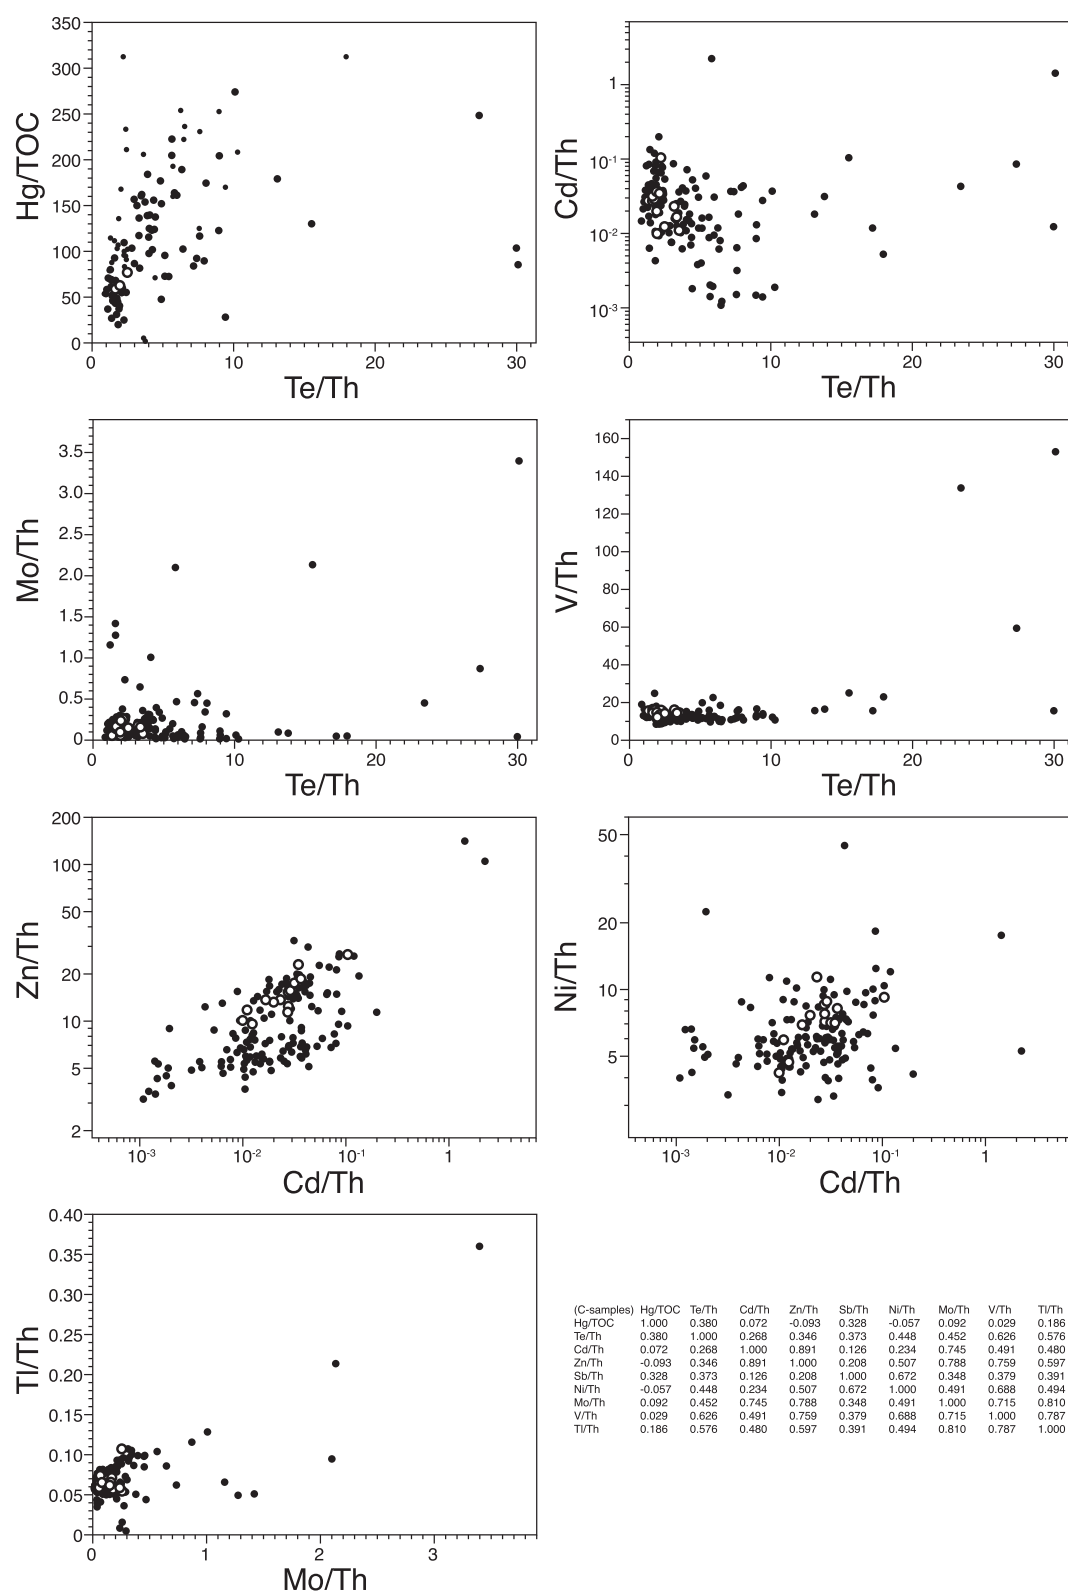 Hg/TOC
350
300
250
200
150
100
50
0
0 10 20 30
Te/Th
Cd/Th
1
10-1
10-2
10-3
0 10 20 30
Te/Th
Mo/Th
3.5
3.0
2.5
2.0
1.5
1.0
0.5
0
0 10 20 30
Te/Th
V/Th
160
140
120
100
80
60
40
20
0
0 10 20 30
Te/Th
Zn/Th
200
100
50
20
10
5
2
10-3 10-2 10-1 1
Cd/Th
Ni/Th
50
20
10
5
10-3 10-2 10-1 1
Cd/Th
Tl/Th
0.40
0.35
0.30
0.25
0.20
0.15
0.10
0.05
0
0 1 2 3
Mo/Th
(C-samples) Hg/TOC Te/Th Cd/Th Zn/Th Sb/Th Ni/Th Mo/Th V/Th Tl/Th
Hg/TOC 1.000 0.380 0.072 -0.093 0.328 -0.057 0.092 0.029 0.186
Te/Th 0.380 1.000 0.268 0.346 0.373 0.448 0.452 0.626 0.576
Cd/Th 0.072 0.268 1.000 0.891 0.126 0.234 0.745 0.491 0.480
Zn/Th -0.093 0.346 0.891 1.000 0.208 0.507 0.788 0.759 0.597
Sb/Th 0.328 0.373 0.126 0.208 1.000 0.672 0.348 0.379 0.391
Ni/Th -0.057 0.448 0.234 0.507 0.672 1.000 0.491 0.688 0.494
Mo/Th 0.092 0.452 0.745 0.788 0.348 0.491 1.000 0.715 0.810
V/Th 0.029 0.626 0.491 0.759 0.379 0.688 0.715 1.000 0.787
Tl/Th 0.186 0.576 0.480 0.597 0.391 0.494 0.810 0.787 1.000